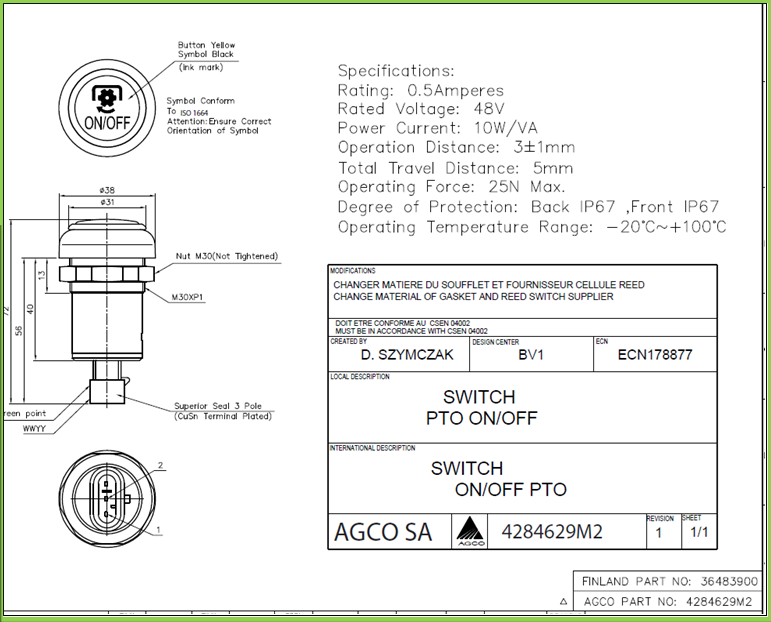 Button Yellow
Symbol Black
(Ink mark)
Symbol Conform
To ISO 1664
Attention:Ensure Correct
Orientation of Symbol
ON/OFF
Specifications:
Rating: 0.5Amperes
Rated Voltage: 48V
Power Current: 10W/VA
Operation Distance: 3±1mm
Total Travel Distance: 5mm
Operating Force: 25N Max.
Degree of Protection: Back IP67 ,Front IP67
Operating Temperature Range: −20°C~+100°C
ø38
ø31
Nut M30(Not Tightened)
M30XP1
13
40
56
72
Superior Seal 3 Pole
(CuSn Terminal Plated)
reen point
WWYY
2
1
MODIFICATIONS
CHANGER MATIERE DU SOUFFLET ET FOURNISSEUR CELLULE REED
CHANGE MATERIAL OF GASKET AND REED SWITCH SUPPLIER
DOIT ETRE CONFORME AU CSEN 04002
MUST BE IN ACCORDANCE WITH CSEN 04002
CREATED BY
D. SZYMCZAK
DESIGN CENTER
BV1
ECN
ECN178877
LOCAL DESCRIPTION
SWITCH
PTO ON/OFF
INTERNATIONAL DESCRIPTION
SWITCH
ON/OFF PTO
AGCO SA
AGCO
4284629M2
REVISION
1
SHEET
1/1
FINLAND PART NO: 36483900
AGCO PART NO: 4284629M2